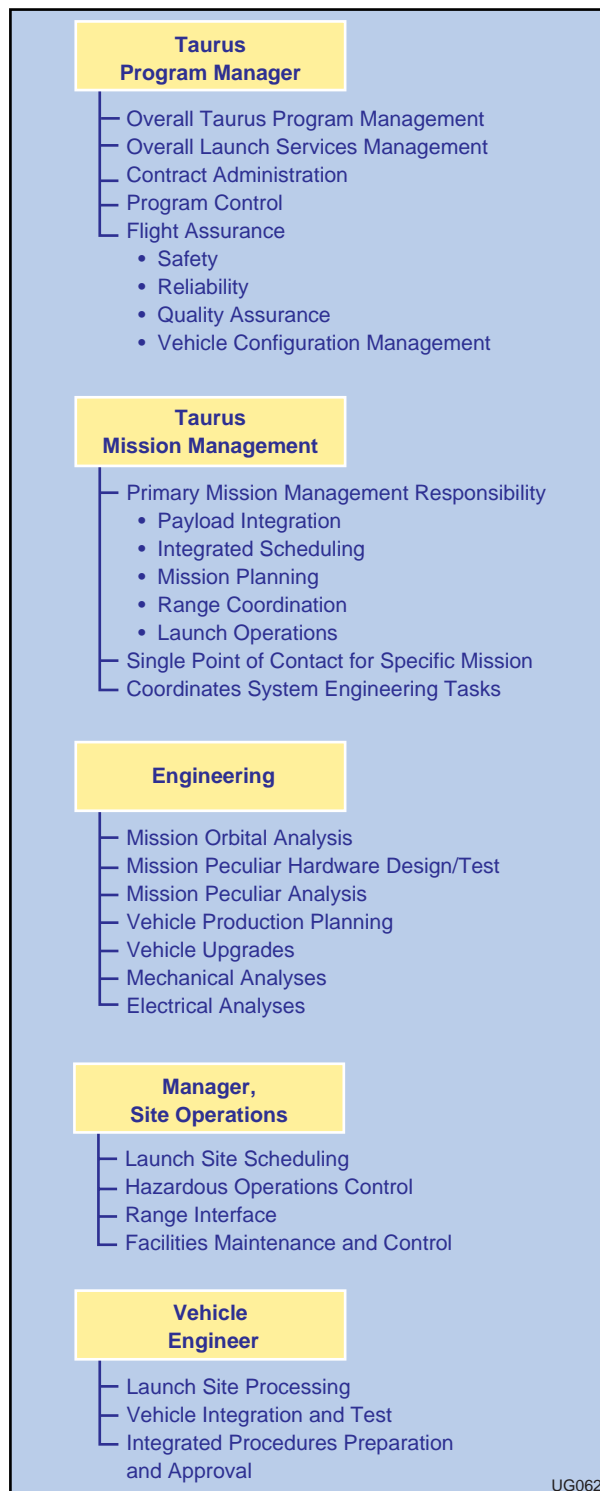 Taurus
Program Manager
Overall Taurus Program Management
Overall Launch Services Management
Contract Administration
Program Control
Flight Assurance
• Safety
• Reliability
• Quality Assurance
• Vehicle Configuration Management
Taurus
Mission Management
Primary Mission Management Responsibility
• Payload Integration
• Integrated Scheduling
• Mission Planning
• Range Coordination
• Launch Operations
Single Point of Contact for Specific Mission
Coordinates System Engineering Tasks
Engineering
Mission Orbital Analysis
Mission Peculiar Hardware Design/Test
Mission Peculiar Analysis
Vehicle Production Planning
Vehicle Upgrades
Mechanical Analyses
Electrical Analyses
Manager,
Site Operations
Launch Site Scheduling
Hazardous Operations Control
Range Interface
Facilities Maintenance and Control
Vehicle
Engineer
Launch Site Processing
Vehicle Integration and Test
Integrated Procedures Preparation
and Approval
UG062